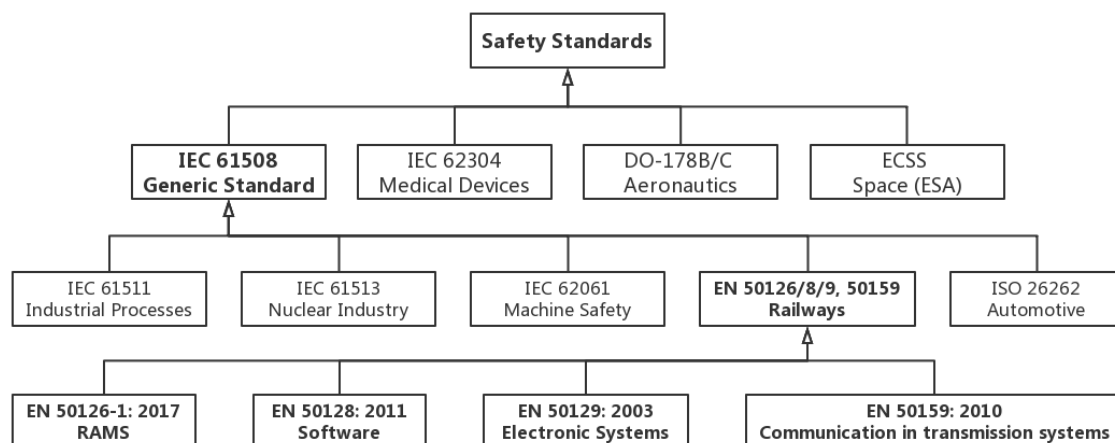 Safety Standards
IEC 61508
Generic Standard
IEC 62304
Medical Devices
DO-178B/C
Aeronautics
ECSS
Space (ESA)
IEC 61511
Industrial Processes
IEC 61513
Nuclear Industry
IEC 62061
Machine Safety
EN 50126/8/9, 50159
Railways
ISO 26262
Automotive
EN 50126-1: 2017
RAMS
EN 50128: 2011
Software
EN 50129: 2003
Electronic Systems
EN 50159: 2010
Communication in transmission systems